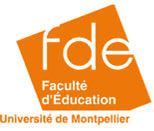 fde
Faculté
d'Éducation
Université de Montpellier